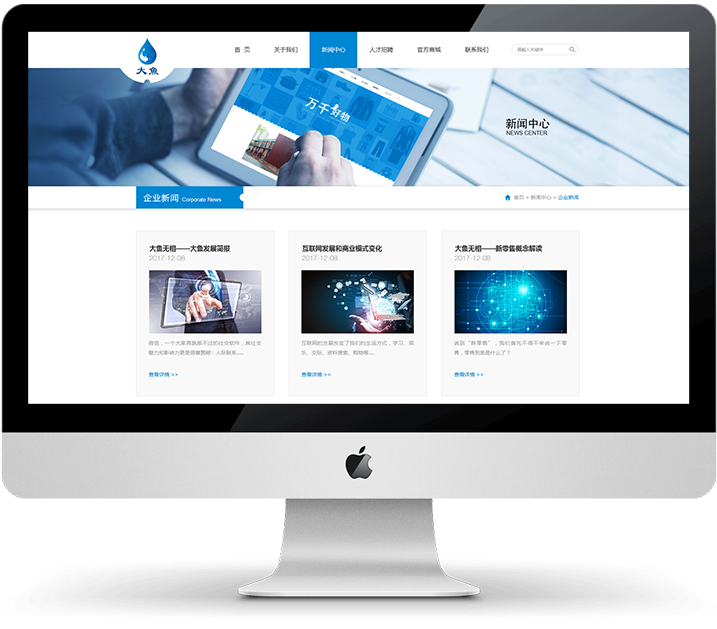 大魚
首 页
关于我们
新闻中心
人才招聘
官方商城
联系我们
请输入关键字
万千好物
新闻中心
NEWS CENTER
企业新闻 Corporate News
首页 > 新闻中心 > 企业新闻
大鱼无相——大鱼发展简报
2017-12-08
微信，一个大家再熟悉不过的社交软件，其社
交魅力和影响力更是毋庸置疑：人际联系......
查看详情 >>
互联网发展和商业模式变化
2017-12-08
互联网的发展改变了我们的生活方式，学习、娱
乐、交际、资料搜索、购物等......
查看详情 >>
大鱼无相——新零售概念解读
2017-12-08
说到“新零售”，我们首先不得不来说一下零
售，零售到底是什么了？
查看详情 >>